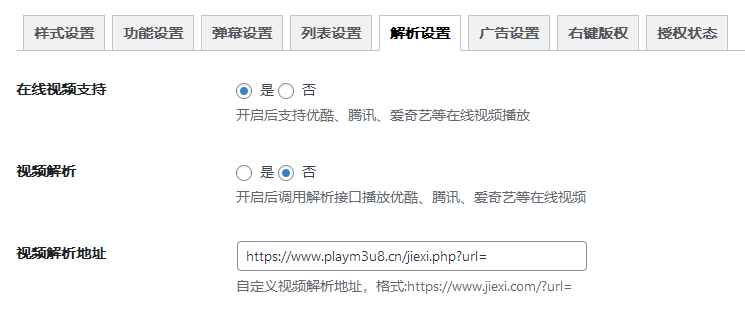 样式设置 功能设置 弹窗设置 列表设置 解析设置 广告设置 右键版权 授权状态
在线视频支持 是 否
开启后支持优酷、腾讯、爱奇艺等在线视频播放
视频解析 是 否
开启后调用解析接口播放优酷、腾讯、爱奇艺等在线视频
视频解析地址 https://www.playm3u8.cn/jiexi.php?url=
自定义视频解析地址，格式:https://www.jiexi.com/?url=